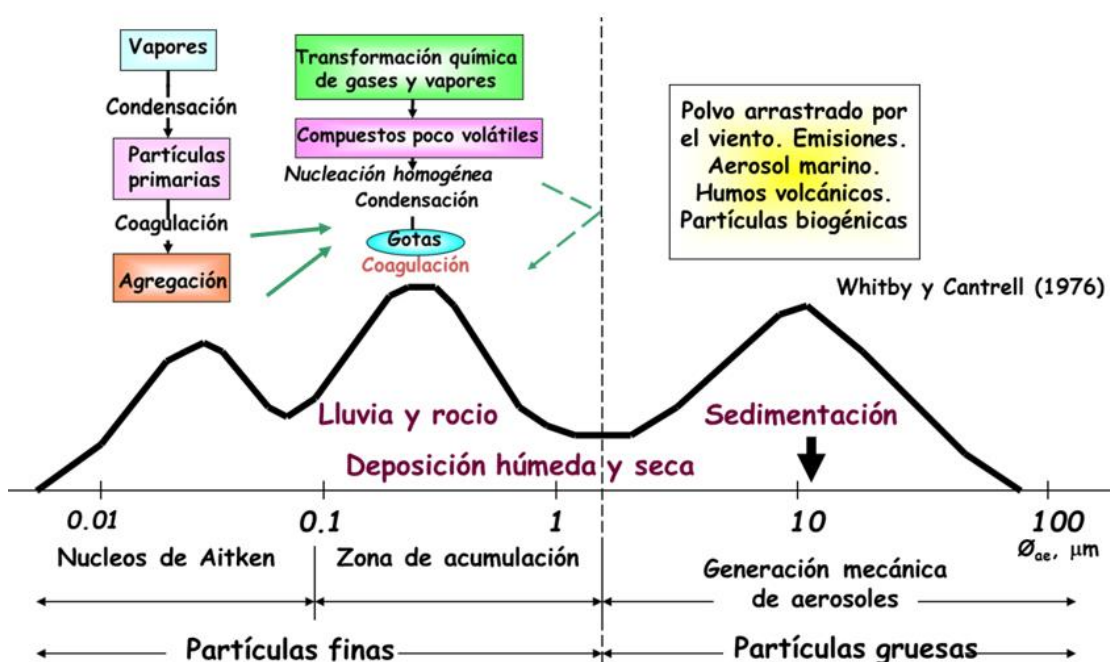 Vapores
Condensación
Partículas
primarias
Coagulación
Agregación
Transformación química
de gases y vapores
Compuestos poco volátiles
Nucleación homogénea
Condensación
Gotas
Coagulación
Polvo arrastrado por
el viento. Emisiones.
Aerosol marino.
Humos volcánicos.
Partículas biogénicas
Whitby y Cantrell (1976)
Lluvia y rocio
Sedimentación
Deposición húmeda y seca
0.01 0.1 1 10 100
Ø_ae, μm
Nucleos de Aitken
Zona de acumulación
Generación mecánica
de aerosoles
Partículas finas
Partículas gruesas